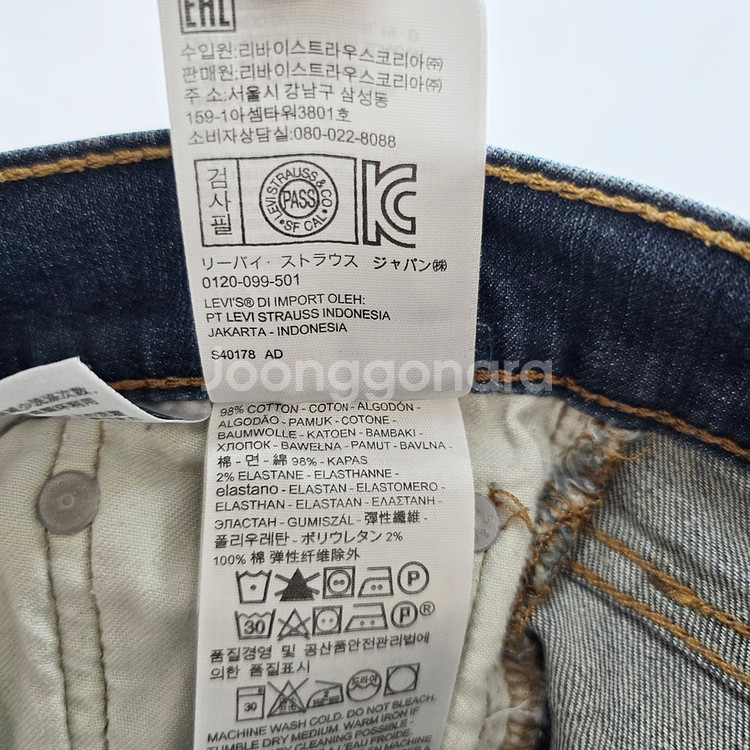 EAC
수입원:리바이스트라우스코리아㈜
판매원:리바이스트라우스코리아㈜
주 소:서울시 강남구 삼성동
159-1아셈타워3801호
소비자상담실:080-022-8088
검사필
LEVI STRAUSS & CO.
PASS
SF CAL
リーバイ・ストラウス ジャパン㈱
0120-099-501
LEVI'S® DI IMPORT OLEH:
PT LEVI STRAUSS INDONESIA
JAKARTA - INDONESIA
S40178 AD
Joonggonara
98% COTTON - COTON - ALGODÓN -
ALGODÃO - PAMUK - COTONE -
BAUMWOLLE - KATOEN - BAMBAKI -
ХЛОПОК - BAWEŁNA - PAMUT - BAVLNA -
棉 - 면 - 綿 98% - KAPAS
2% ELASTANE - ELASTHANNE -
elastano - ELASTAN - ELASTOMERO -
ELASTHAN - ELASTAAN - ΕΛΑΣΤΑΝΗ -
ЭЛАСТАН - GUMISZÁL - 彈性纖維 -
폴리우레탄 - ポリウレタン 2%
100% 棉 弹性纤维除外
P
30 P®
품질경영 및 공산품안전관리법에
의한 품질표시
30 드라이
MACHINE WASH COLD. DO NOT BLEACH.
TUMBLE DRY MEDIUM. WARM IRON IF